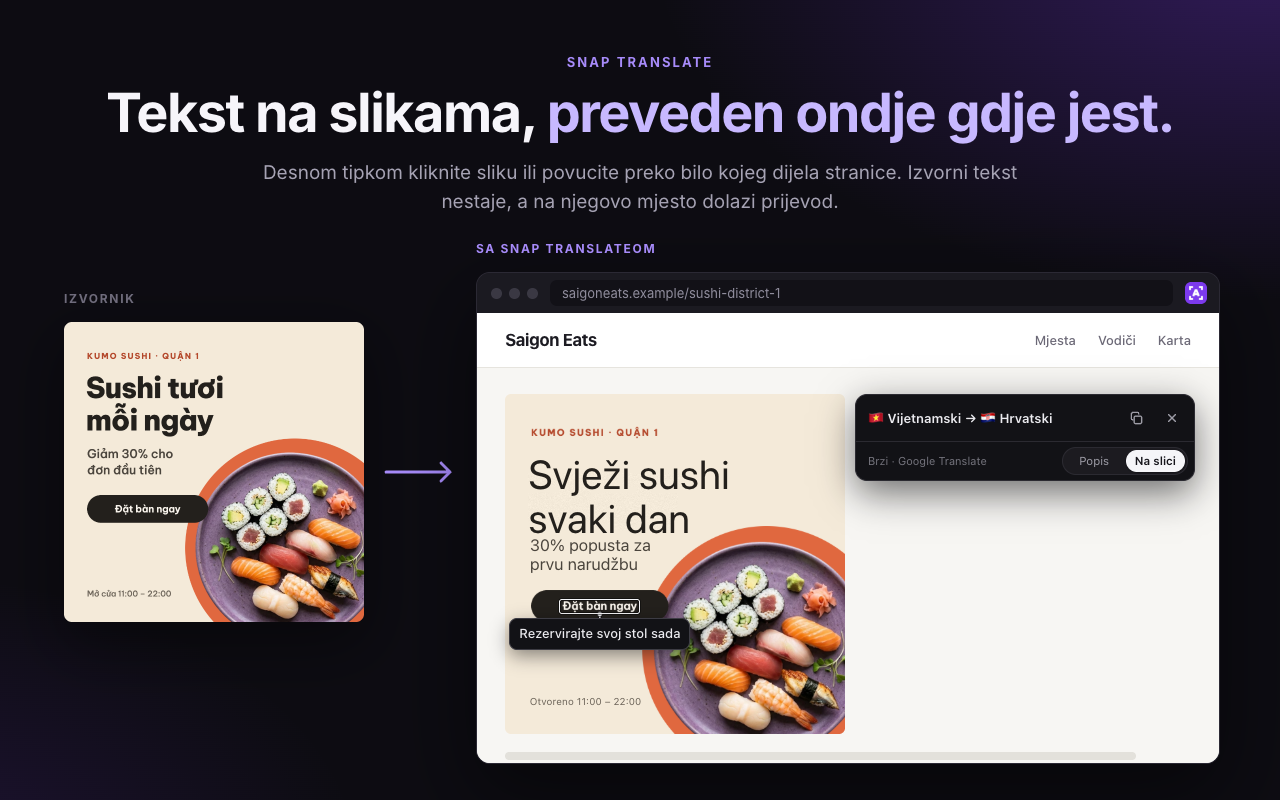 SNAP TRANSLATE
Tekst na slikama, preveden ondje gdje jest.
Desnom tipkom kliknite sliku ili povucite preko bilo kojeg dijela stranice. Izvorni tekst
nestaje, a na njegovo mjesto dolazi prijevod.
IZVORNIK
KUMO SUSHI · QUẬN 1
Sushi tươi
mỗi ngày
Giảm 30% cho
đơn đầu tiên
Đặt bàn ngay
Mở cửa 11:00 – 22:00
SA SNAP TRANSLATEOM
saigoneats.example/sushi-district-1
Saigon Eats
Mjesta
Vodiči
Karta
KUMO SUSHI · QUẬN 1
Svježi sushi
svaki dan
30% popusta za
prvu narudžbu
Đặt bàn ngay
Rezervirajte svoj stol sada
Otvoreno 11:00 – 22:00
Vijetnamski → Hrvatski
Brzi · Google Translate
Popis
Na slici